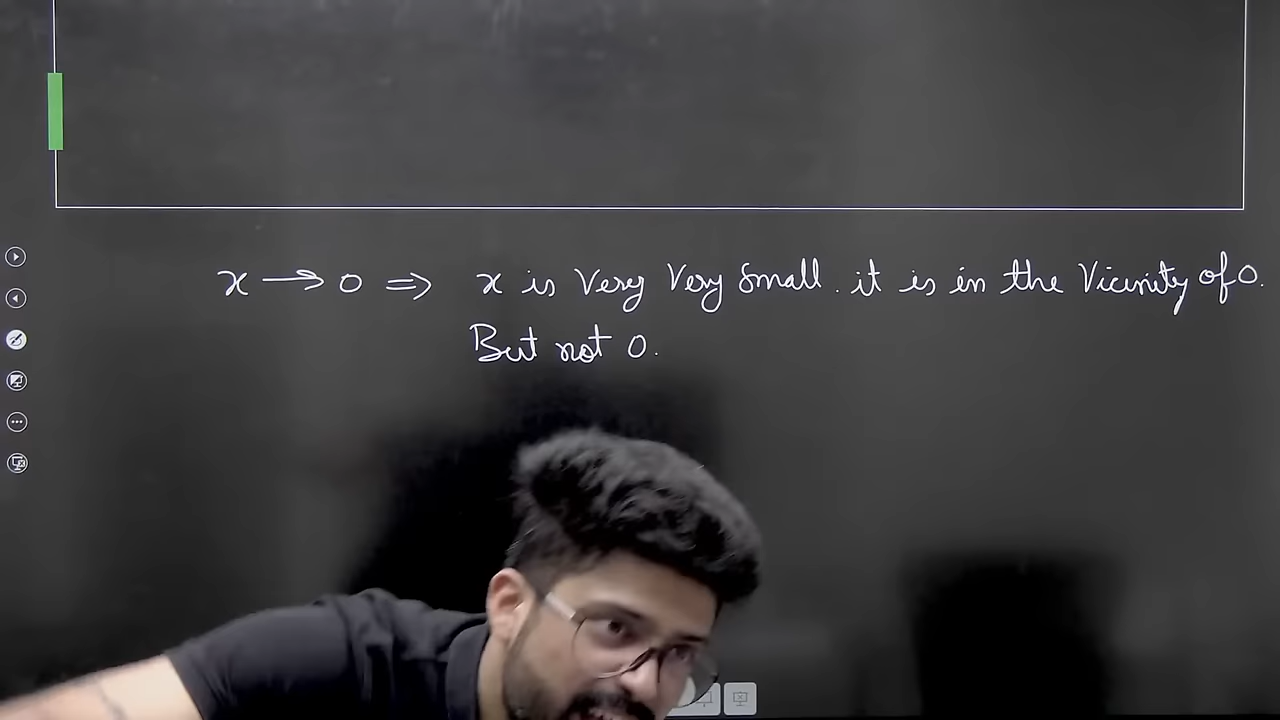 x → 0 ⇒ x is Very Very Small. it is in the Vicinity of 0.
But not 0.